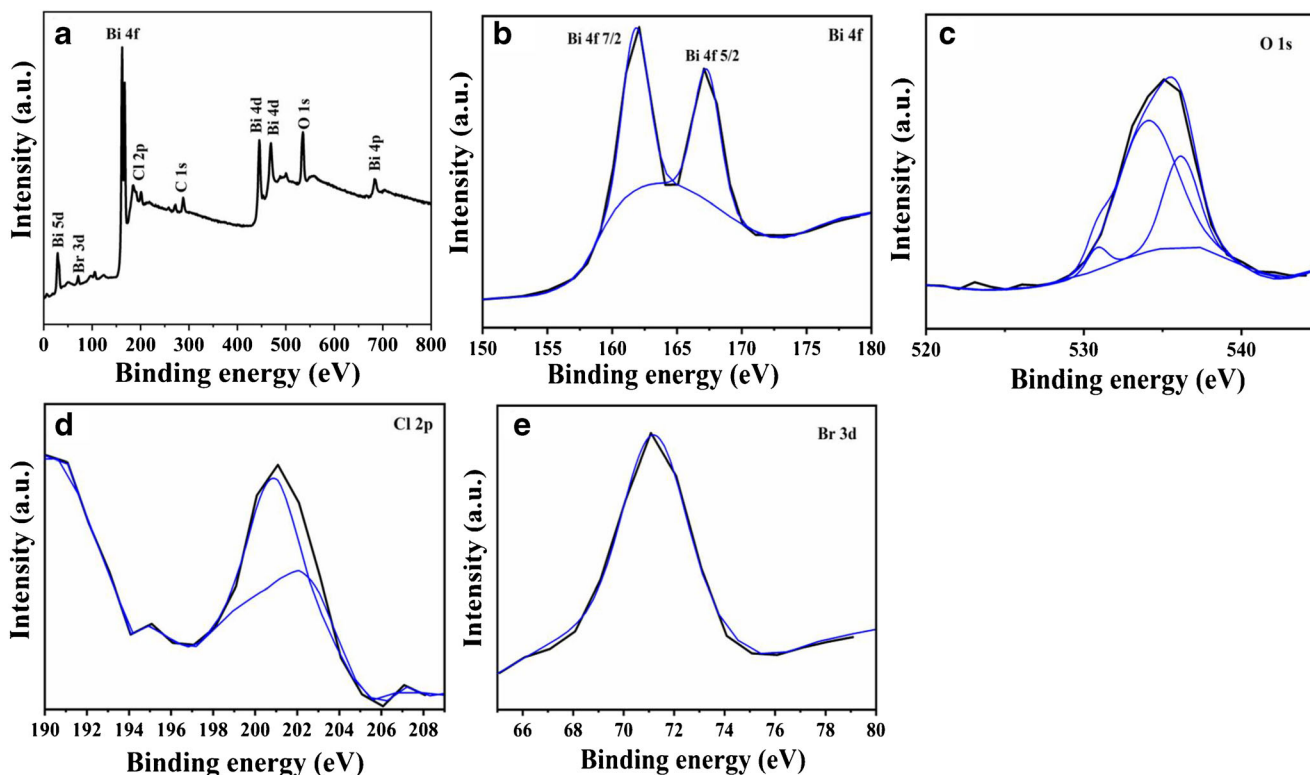 a
Intensity (a.u.)
Bi 5d
Br 3d
Bi 4f
Cl 2p
C 1s
Bi 4d
Bi 4d
O 1s
Bi 4p
0 100 200 300 400 500 600 700 800
Binding energy (eV)
b
Intensity (a.u.)
Bi 4f 7/2
Bi 4f 5/2
Bi 4f
150 155 160 165 170 175 180
Binding energy (eV)
c
Intensity (a.u.)
O 1s
520 530 540
Binding energy (eV)
d
Intensity (a.u.)
Cl 2p
190 192 194 196 198 200 202 204 206 208
Binding energy (eV)
e
Intensity (a.u.)
Br 3d
66 68 70 72 74 76 78 80
Binding energy (eV)